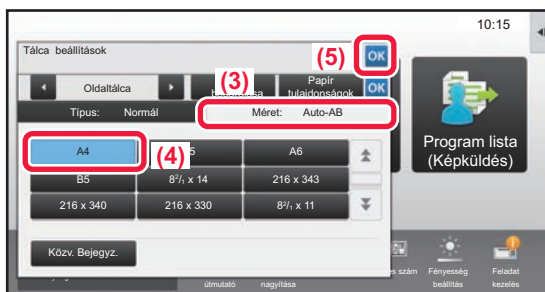 10:15
Tálca beállítások
(5)
OK
Oldaltálca
(3)
Papír
tulajdonságok
OK
Típus: Normál
Méret: Auto-AB
A4
(4)
5
A6
B5
8²/₁ x 14
216 x 343
216 x 340
216 x 330
8²/₁ x 11
Közv. Bejegyz.
Program lista
(Képküldés)
útmutató
nagyítása
s szám
Fényesség
beállítás
Feladat
kezelés